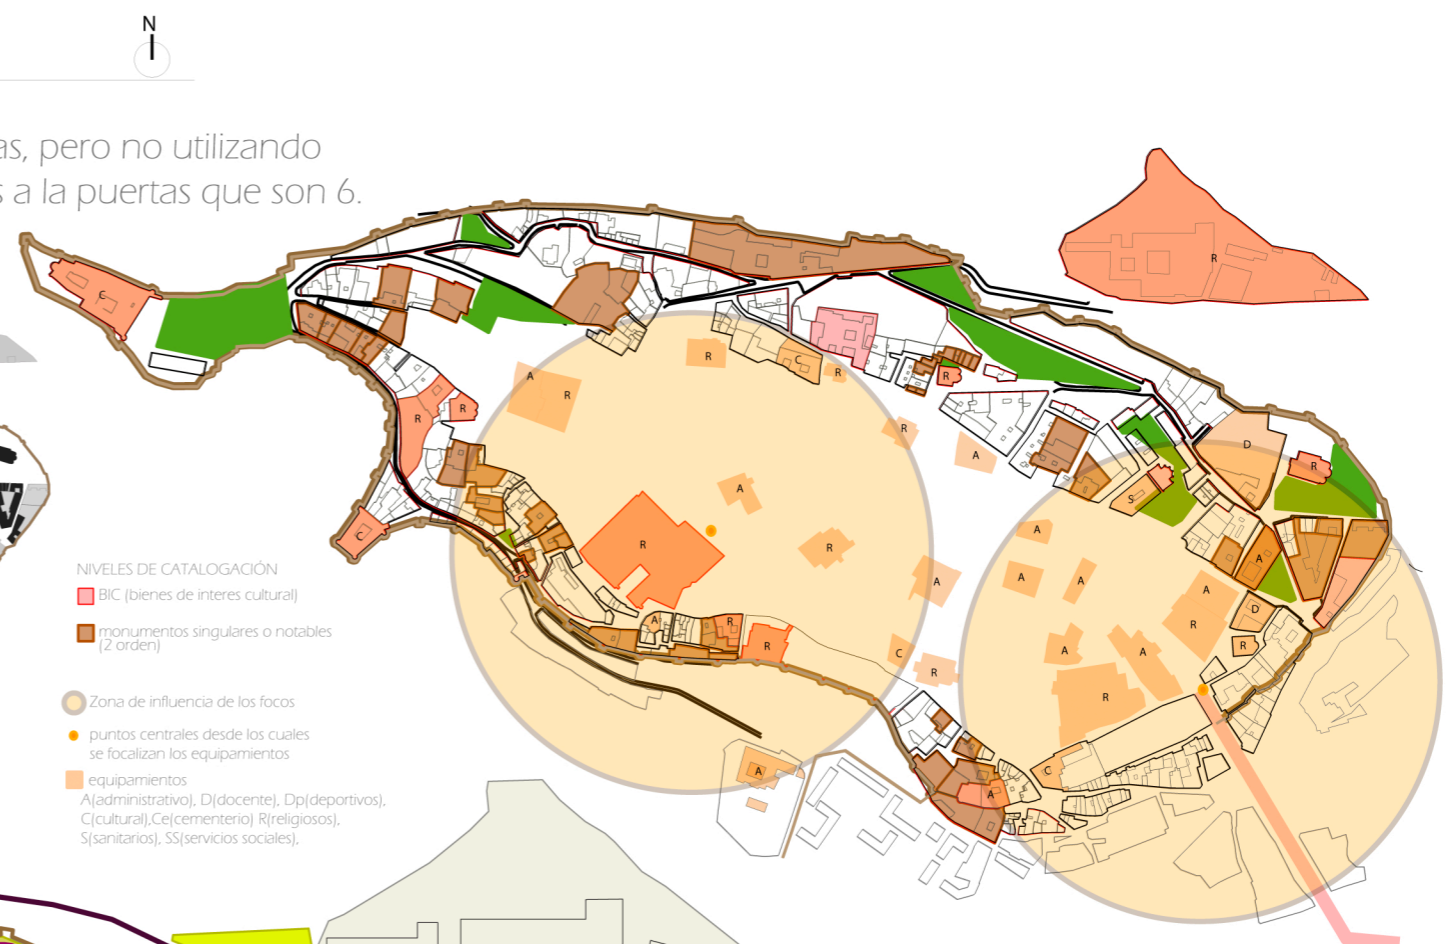 N
as, pero no utilizando
s a la puertas que son 6.
NIVELES DE CATALOGACIÓN
BIC (bienes de interes cultural)
monumentos singulares o notables
(2 orden)
Zona de influencia de los focos
puntos centrales desde los cuales
se focalizan los equipamientos
equipamientos
A(administrativo), D(docente), Dp(deportivos),
C(cultural),Ce(cementerio) R(religiosos),
S(sanitarios), SS(servicios sociales),
R
C
R
C
R
R
A
R
D
R
R
R
A
R
S
A
C
R
A
A
R
A
A
A
A
D
R
A
R
R
C
R
A
A
R
R
C
A
A